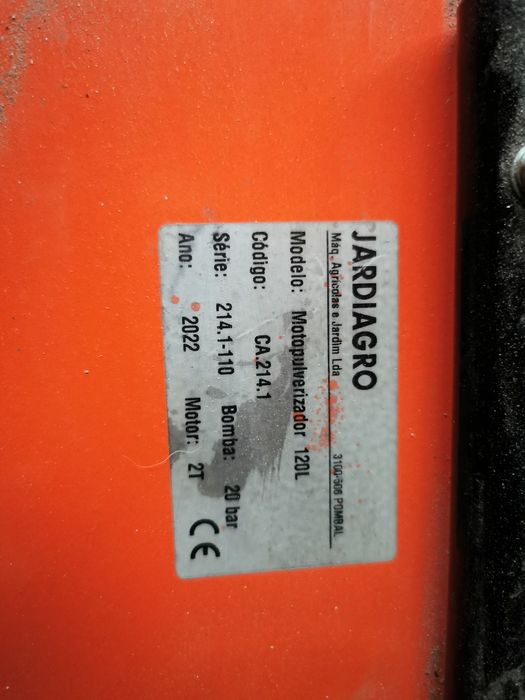 JARDIAGRO
Máq. Agrícolas e Jardim Lda 3100-506 POMBAL
Modelo: Motopulverizador 120L
Código: CA.214.1
Série: 214.1-110 Bomba: 20 bar
Ano: 2022 Motor: 2T CE